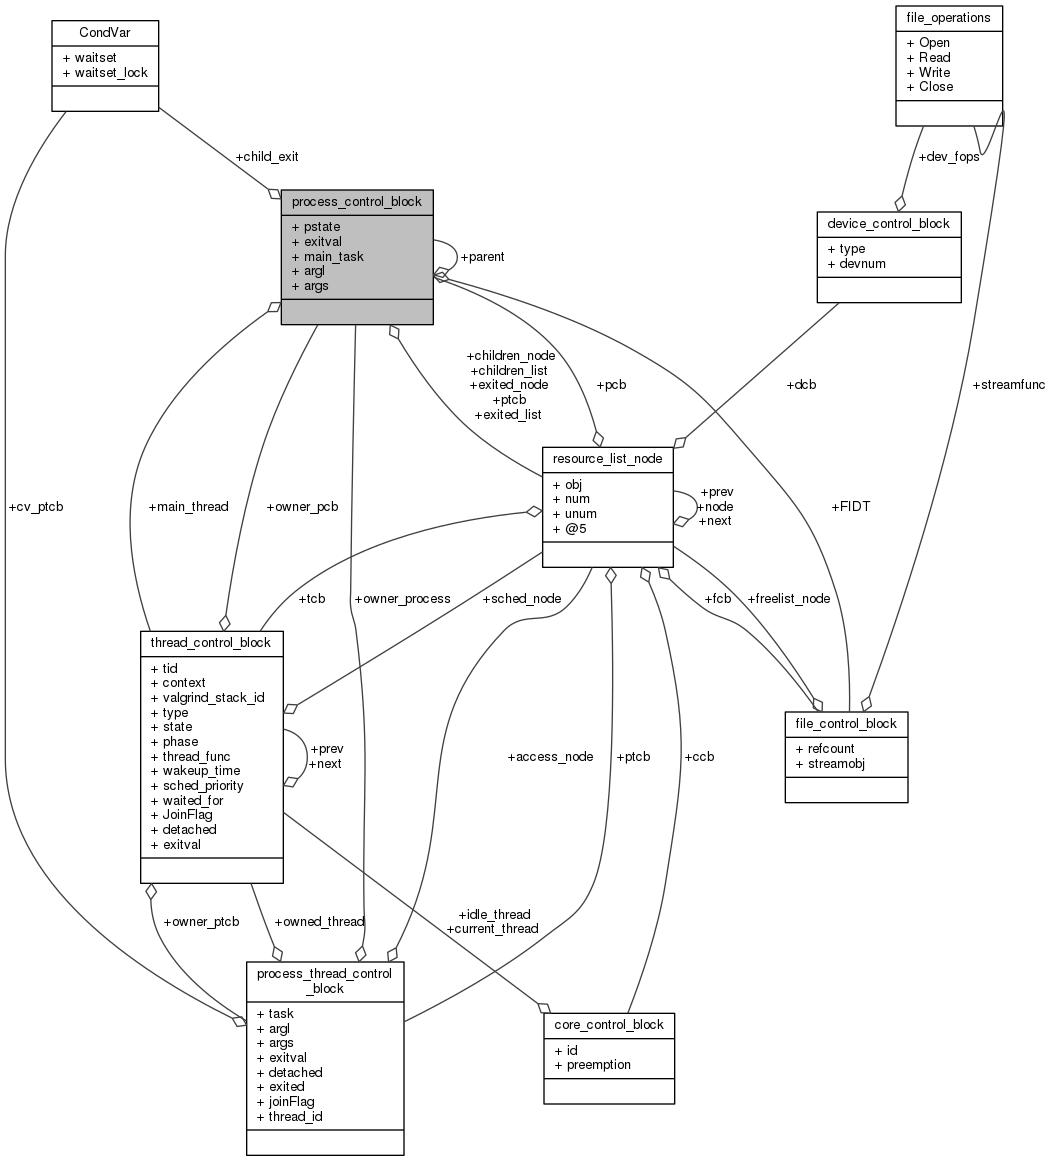 CondVar
+ waitset
+ waitset_lock
file_operations
+ Open
+ Read
+ Write
+ Close
+child_exit
+dev_fops
process_control_block
+ pstate
+ exitval
+ main_task
+ argl
+ args
+parent
device_control_block
+ type
+ devnum
+children_node
+children_list
+exited_node
+ptcb
+exited_list
+pcb
+dcb
+streamfunc
resource_list_node
+ obj
+ num
+ unum
+ @5
+prev
+node
+next
+cv_ptcb
+main_thread
+owner_pcb
+FIDT
+tcb
+owner_process
+sched_node
+fcb
+freelist_node
thread_control_block
+ tid
+ context
+ valgrind_stack_id
+ type
+ state
+ phase
+ thread_func
+ wakeup_time
+ sched_priority
+ waited_for
+ JoinFlag
+ detached
+ exitval
+prev
+next
+access_node
+ptcb
+ccb
file_control_block
+ refcount
+ streamobj
+owner_ptcb
+owned_thread
+idle_thread
+current_thread
process_thread_control
_block
+ task
+ argl
+ args
+ exitval
+ detached
+ exited
+ joinFlag
+ thread_id
core_control_block
+ id
+ preemption